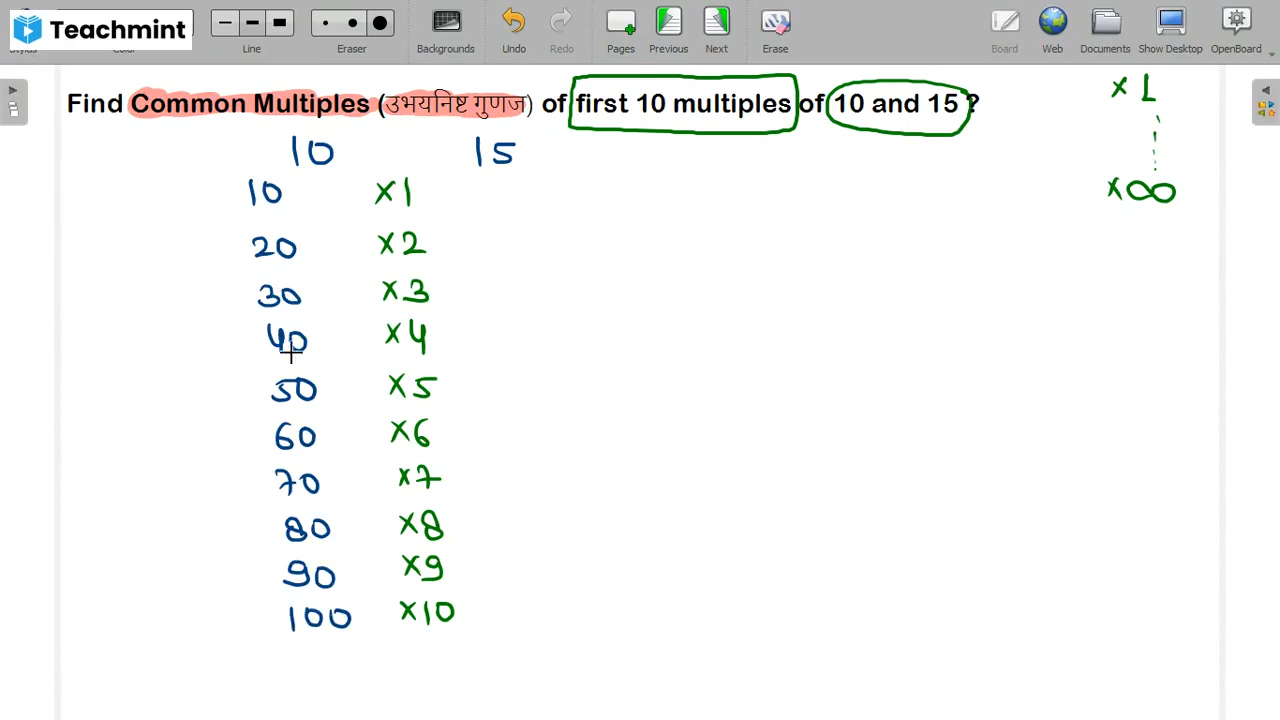 Teachmint
Line
Eraser
Backgrounds
Undo
Redo
Pages
Previous
Next
Erase
Board
Web
Documents
Show Desktop
OpenBoard
Find Common Multiples (उभयनिष्ट गुणज) of first 10 multiples of 10 and 15 ?
× 1
× ∞
10 15
10 ×1
20 ×2
30 ×3
40 ×4
50 ×5
60 ×6
70 ×7
80 ×8
90 ×9
100 ×10